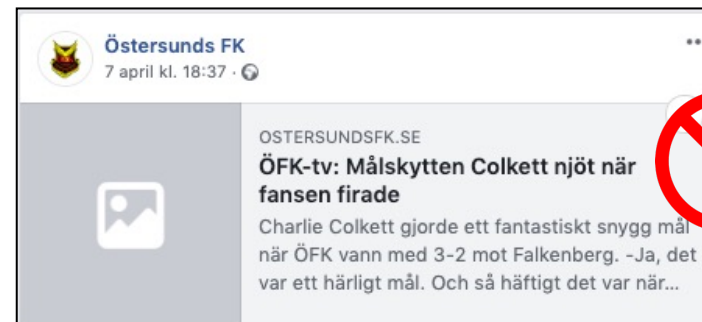 Östersunds FK
7 april kl. 18:37 ·
OSTERSUNDSFK.SE
ÖFK-tv: Målskytten Colkett njöt när
fansen firade
Charlie Colkett gjorde ett fantastiskt snygg mål
när ÖFK vann med 3-2 mot Falkenberg. -Ja, det
var ett härligt mål. Och så häftigt det var när...